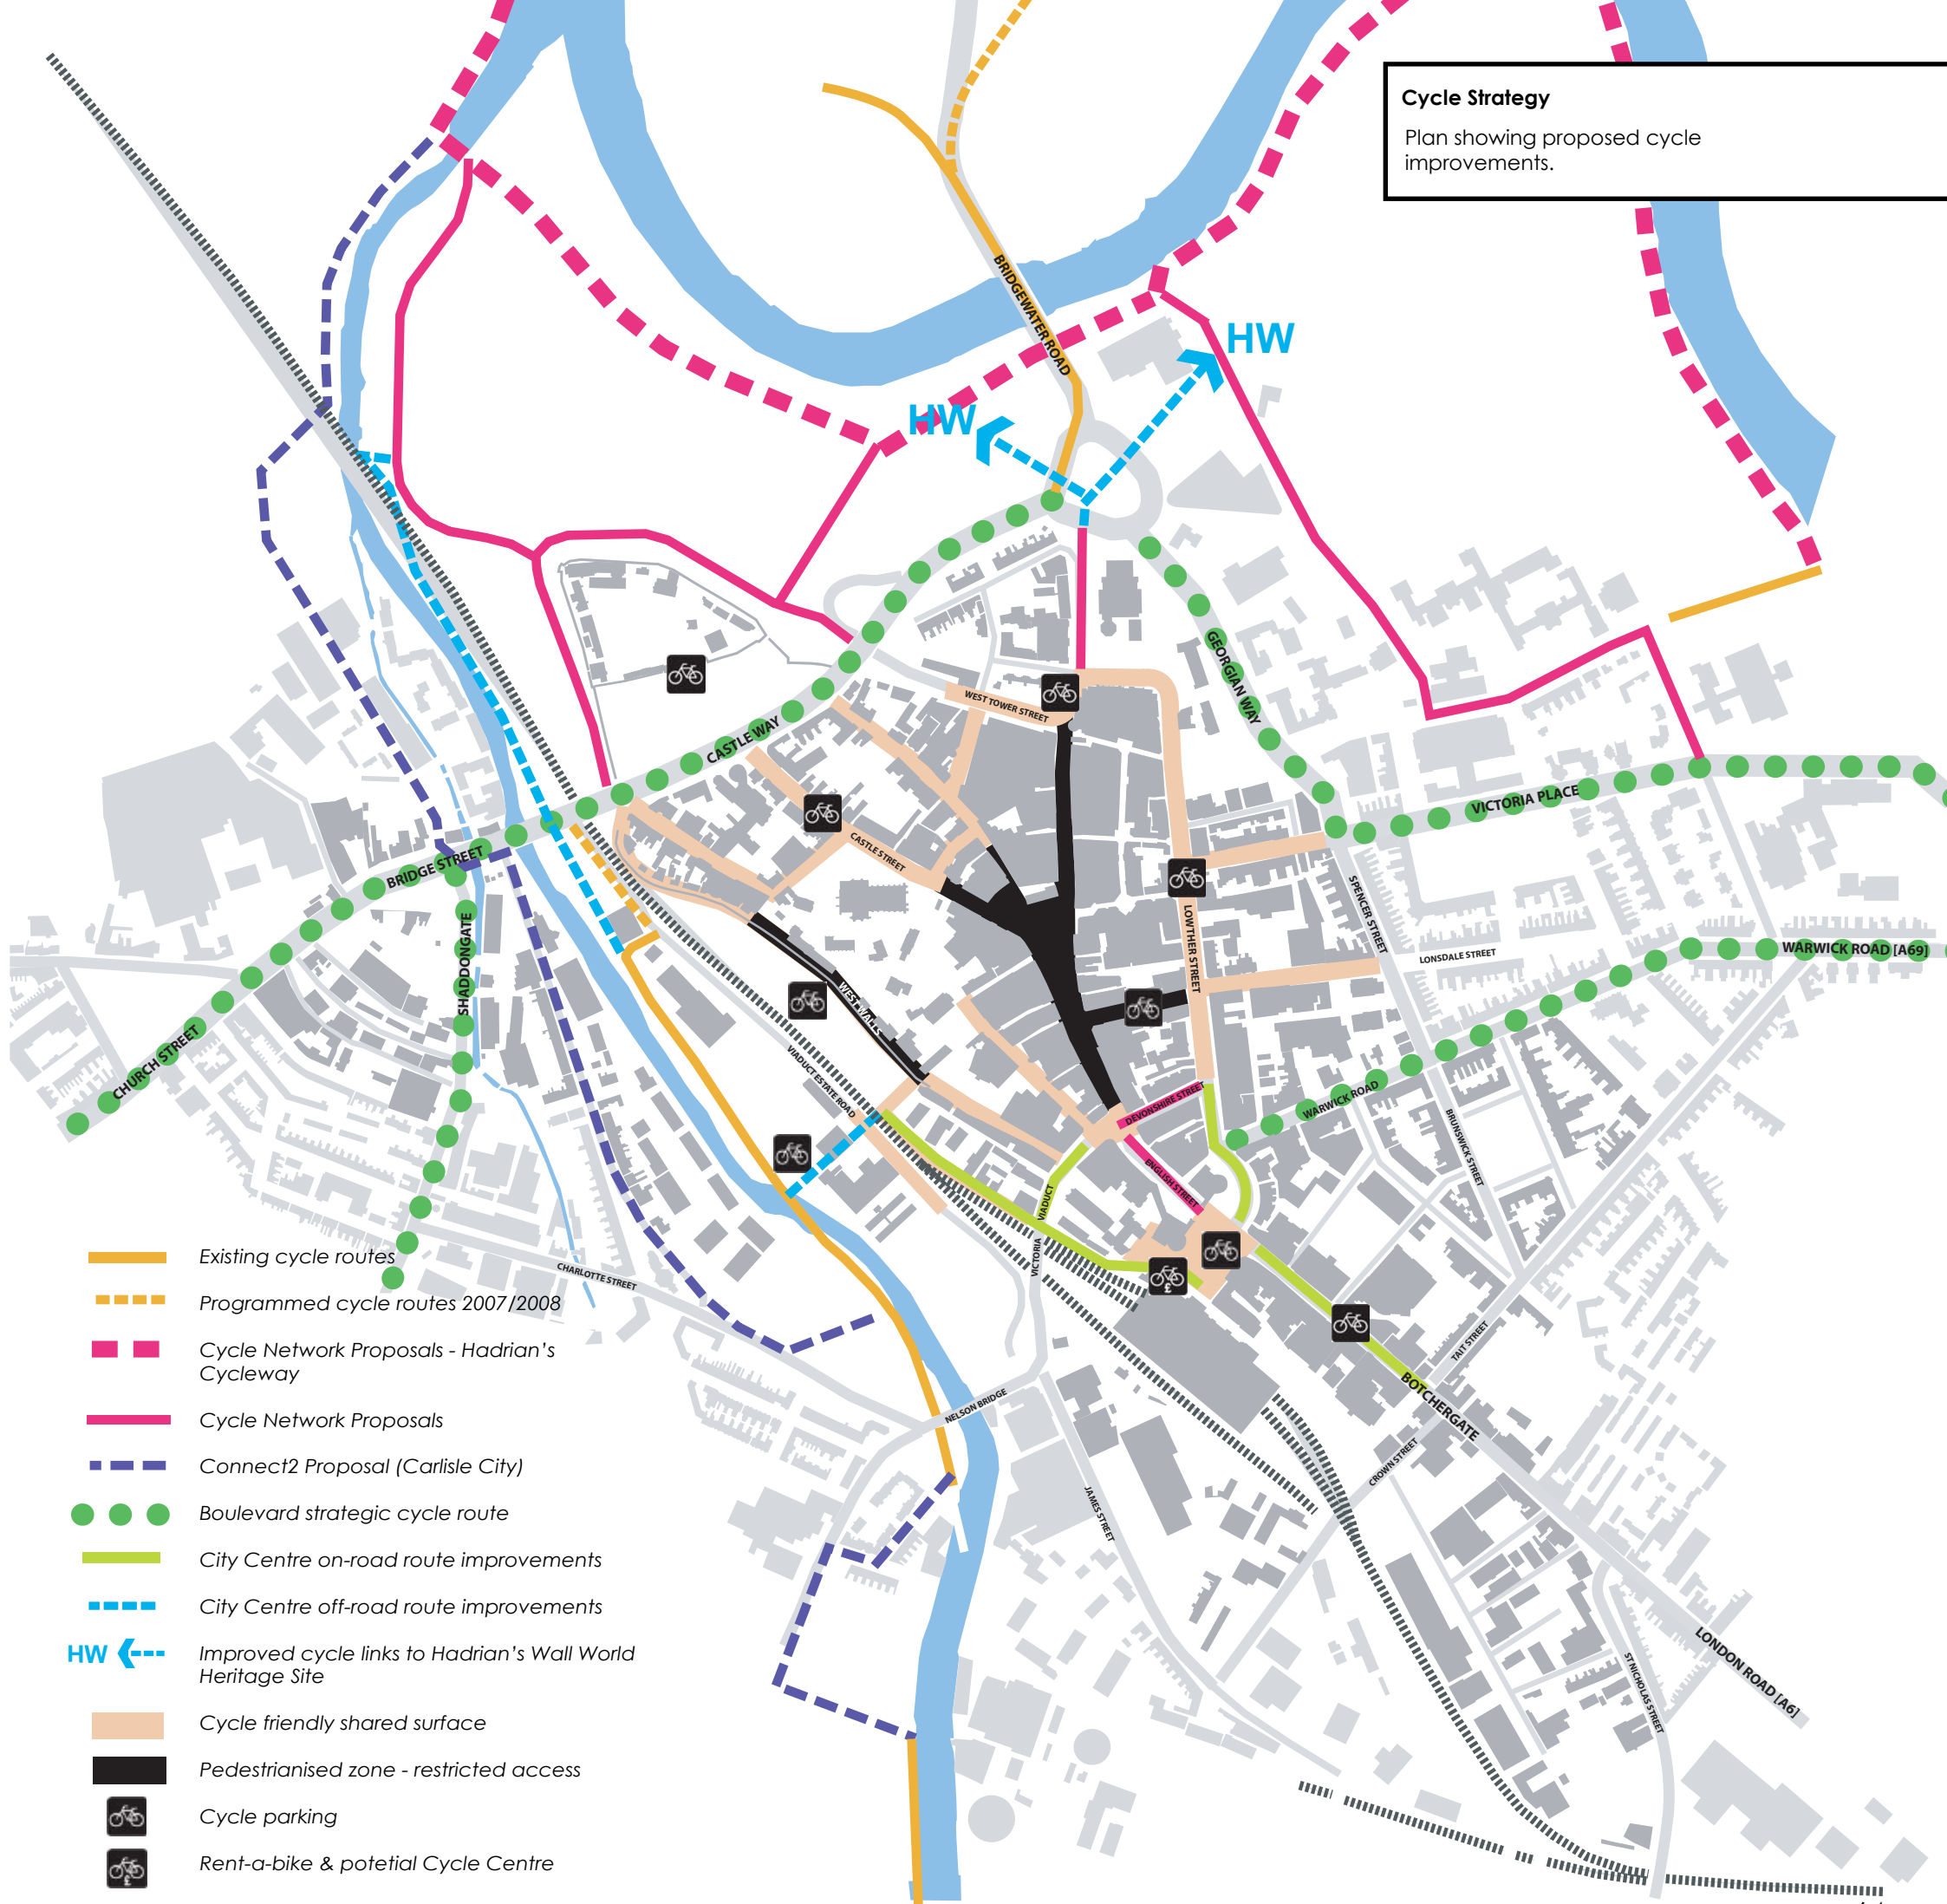 Cycle Strategy
Plan showing proposed cycle
improvements.
BRIDGEWATER ROAD
HW
HW
GEORGIAN WAY
WEST TOWER STREET
CASTLE WAY
VICTORIA PLACE
CASTLE STREET
BRIDGE STREET
SPENCER STREET
LOWTHER STREET
LONSDALE STREET
WARWICK ROAD [A69]
SHADDONGATE
WEST WALLS
CHURCH STREET
VIADUCT ESTATE ROAD
DEVONSHIRE STREET
WARWICK ROAD
BRUNSWICK STREET
ENGLISH STREET
VICTORIA VIADUCT
CHARLOTTE STREET
TAIT STREET
BOTCHERGATE
NELSON BRIDGE
CROWN STREET
JAMES STREET
LONDON ROAD [A6]
ST NICHOLAS STREET
Existing cycle routes
Programmed cycle routes 2007/2008
Cycle Network Proposals - Hadrian's
Cycleway
Cycle Network Proposals
Connect2 Proposal (Carlisle City)
Boulevard strategic cycle route
City Centre on-road route improvements
City Centre off-road route improvements
HW
Improved cycle links to Hadrian's Wall World
Heritage Site
Cycle friendly shared surface
Pedestrianised zone - restricted access
Cycle parking
£
Rent-a-bike & potetial Cycle Centre
£